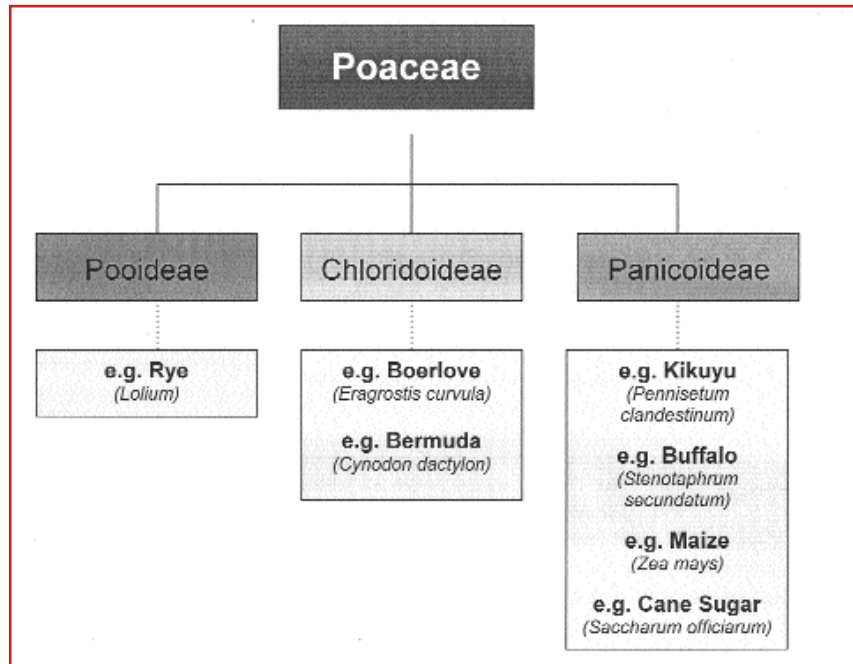 Poaceae
Pooideae
Chloridoideae
Panicoideae
e.g. Rye
(Lolium)
e.g. Boerlove
(Eragrostis curvula)
e.g. Bermuda
(Cynodon dactylon)
e.g. Kikuyu
(Pennisetum
clandestinum)
e.g. Buffalo
(Stenotaphrum
secundatum)
e.g. Maize
(Zea mays)
e.g. Cane Sugar
(Saccharum officiarum)